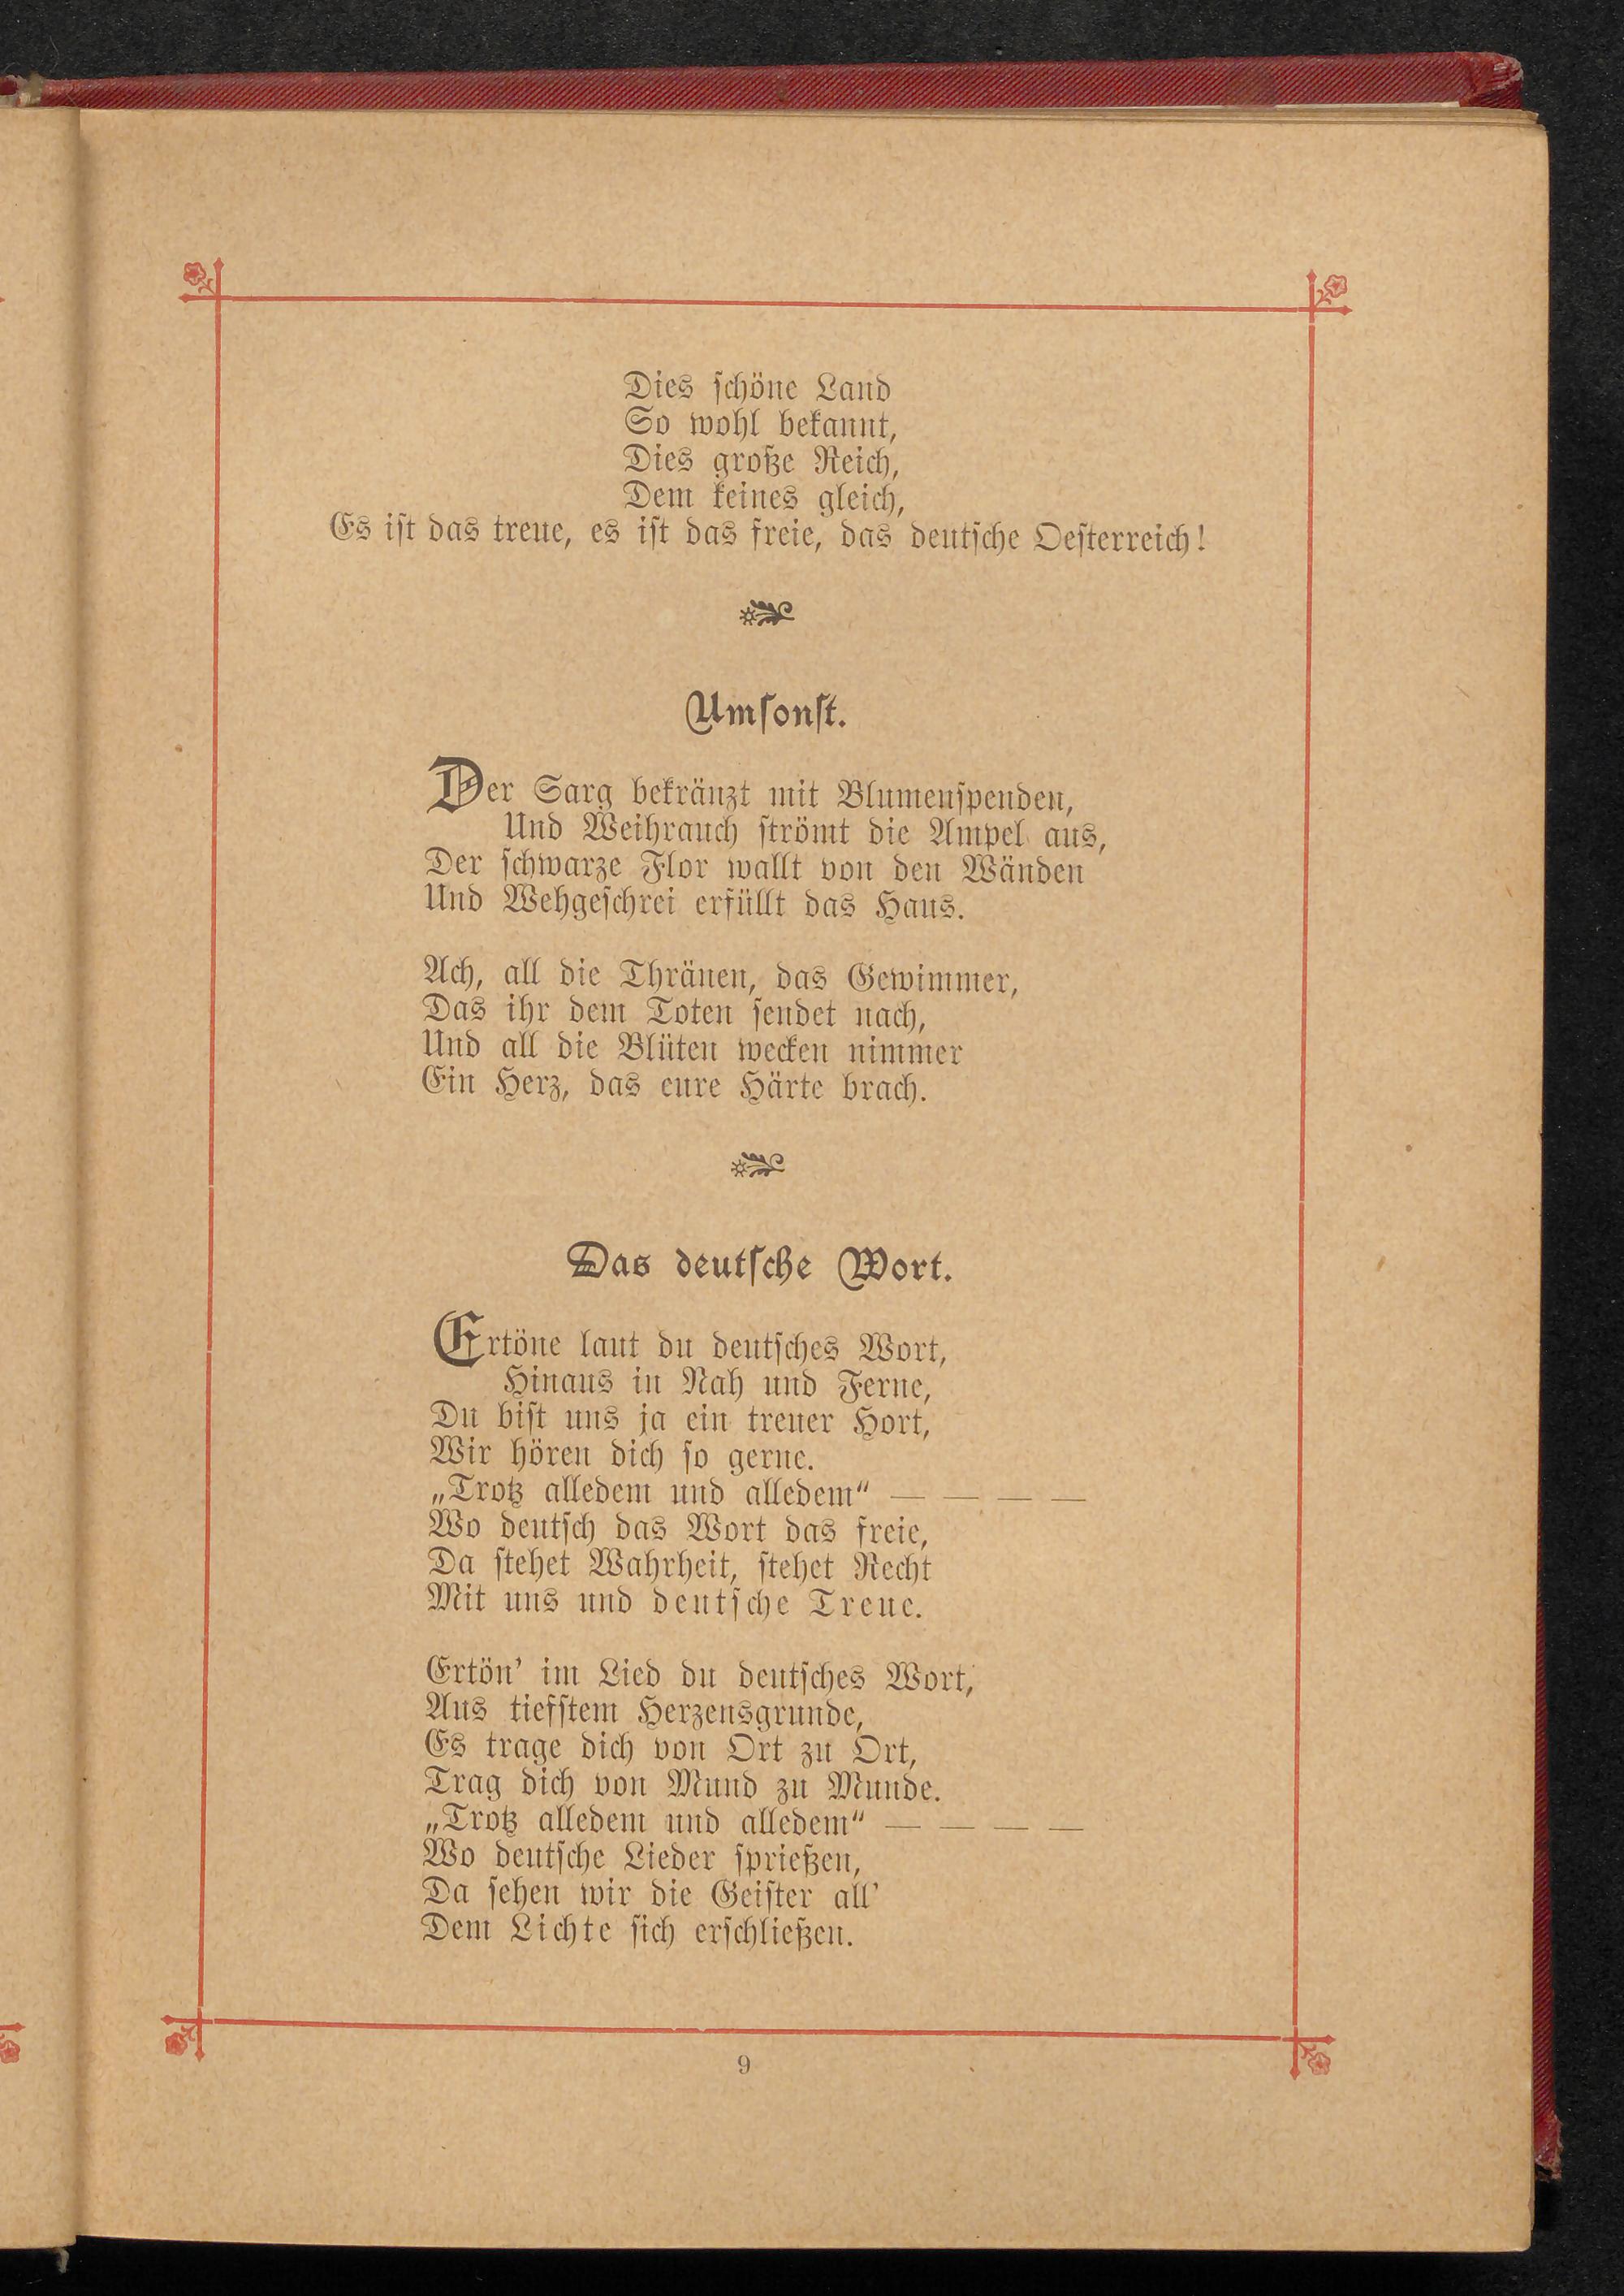 Dies schöne Land
So wohl bekannt,
Dies große Reich,
Dem keines gleich,
Es ist das treue, es ist das freie, das deutsche Oesterreich!
Umsonst.
Der Sarg bekränzt mit Blumenspenden,
Und Weihrauch strömt die Ampel aus,
Der schwarze Flor wallt von den Wänden
Und Wehgeschrei erfüllt das Haus.
Ach, all die Thränen, das Gewimmer,
Das ihr dem Toten sendet nach,
Und all die Blüten wecken nimmer
Ein Herz, das eure Härte brach.
Das deutsche Wort.
Ertöne laut du deutsches Wort,
Hinaus in Nah und Ferne,
Du bist uns ja ein treuer Hort,
Wir hören dich so gerne.
„Trotz alledem und alledem“ — — — —
Wo deutsch das Wort das freie,
Da stehet Wahrheit, stehet Recht
Mit uns und deutsche Treue.
Ertön’ im Lied du deutsches Wort,
Aus tiefstem Herzensgrunde,
Es trage dich von Ort zu Ort,
Trag dich von Mund zu Munde.
„Trotz alledem und alledem“ — — — —
Wo deutsche Lieder sprießen,
Da sehen wir die Geister all’
Dem Lichte sich erschließen.
9